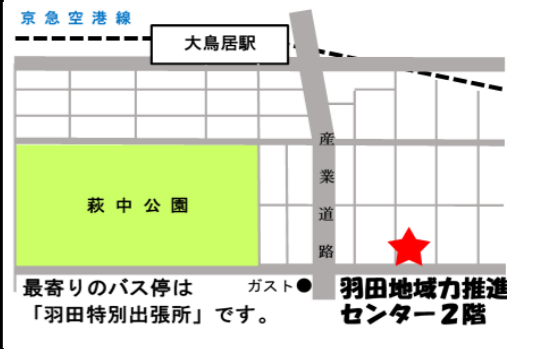 京急空港線
大鳥居駅
産業道路
萩中公園
最寄りのバス停は
「羽田特別出張所」です。
ガスト●
羽田地域力推進
センター2階